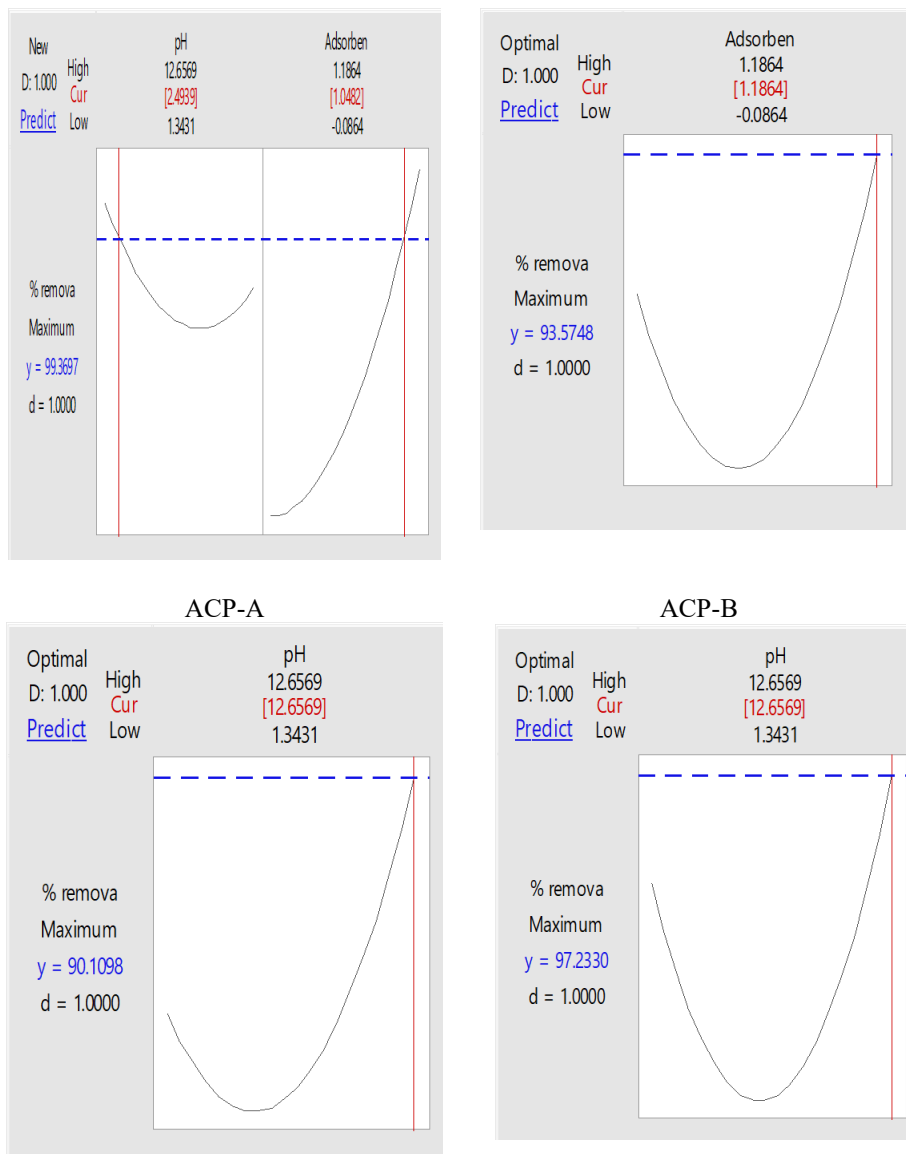 New pH Adsorben
D: 1.000 High 12.6569 1.1864
Cur [2.4939] [1.0482]
Predict Low 1.3431 -0.0864
% remova
Maximum
y = 99.3697
d = 1.0000
Optimal Adsorben
D: 1.000 High 1.1864
Cur [1.1864]
Predict Low -0.0864
% remova
Maximum
y = 93.5748
d = 1.0000
ACP-A ACP-B
Optimal pH
D: 1.000 High 12.6569
Cur [12.6569]
Predict Low 1.3431
% remova
Maximum
y = 90.1098
d = 1.0000
Optimal pH
D: 1.000 High 12.6569
Cur [12.6569]
Predict Low 1.3431
% remova
Maximum
y = 97.2330
d = 1.0000